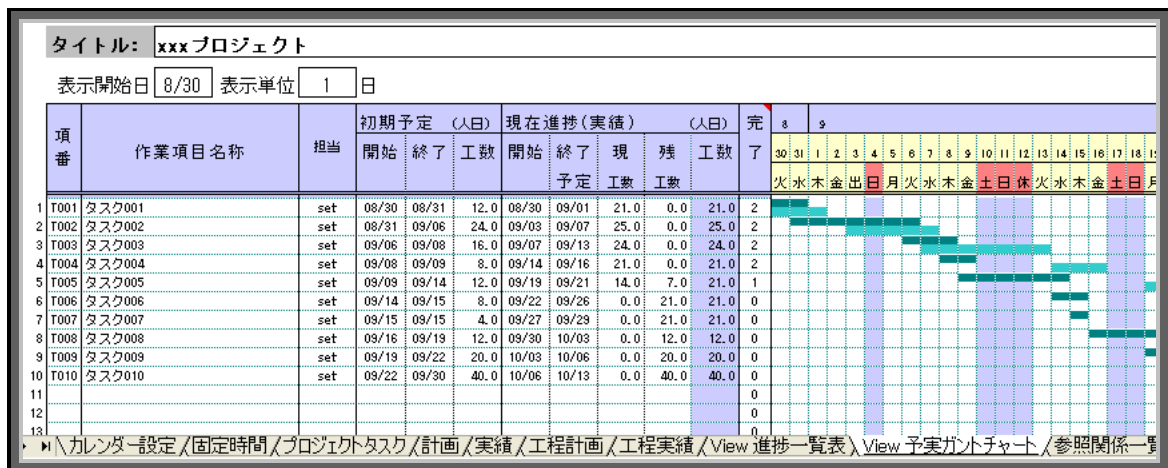 タイトル: xxxプロジェクト
表示開始日 8/30 表示単位 1 日
項番 作業項目名称 担当 初期予定 (人日) 現在進捗(実績) (人日) 完了 8 9
開始 終了 工数 開始 終了予定 現工数 残工数 工数
30 31 1 2 3 4 5 6 7 8 9 10 11 12 13 14 15 16 17 18
火 水 木 金 出 日 月 火 水 木 金 土 日 休 火 水 木 金 土 日 月
1 T001 タスク001 set 08/30 08/31 12.0 08/30 09/01 21.0 0.0 21.0 2
2 T002 タスク002 set 08/31 09/06 24.0 09/03 09/07 25.0 0.0 25.0 2
3 T003 タスク003 set 09/06 09/08 16.0 09/07 09/13 24.0 0.0 24.0 2
4 T004 タスク004 set 09/08 09/09 8.0 09/14 09/16 21.0 0.0 21.0 2
5 T005 タスク005 set 09/09 09/14 12.0 09/19 09/21 14.0 7.0 21.0 1
6 T006 タスク006 set 09/14 09/15 8.0 09/22 09/26 0.0 21.0 21.0 0
7 T007 タスク007 set 09/15 09/15 4.0 09/27 09/29 0.0 21.0 21.0 0
8 T008 タスク008 set 09/16 09/19 12.0 09/30 10/03 0.0 12.0 12.0 0
9 T009 タスク009 set 09/19 09/22 20.0 10/03 10/06 0.0 20.0 20.0 0
10 T010 タスク010 set 09/22 09/30 40.0 10/06 10/13 0.0 40.0 40.0 0
11 0
12 0
13 0
カレンダー設定 / 固定時間 / プロジェクトタスク / 計画 / 実績 / 工程計画 / 工程実績 / View 進捗一覧表 \ View 予実ガントチャート / 参照関係一覧